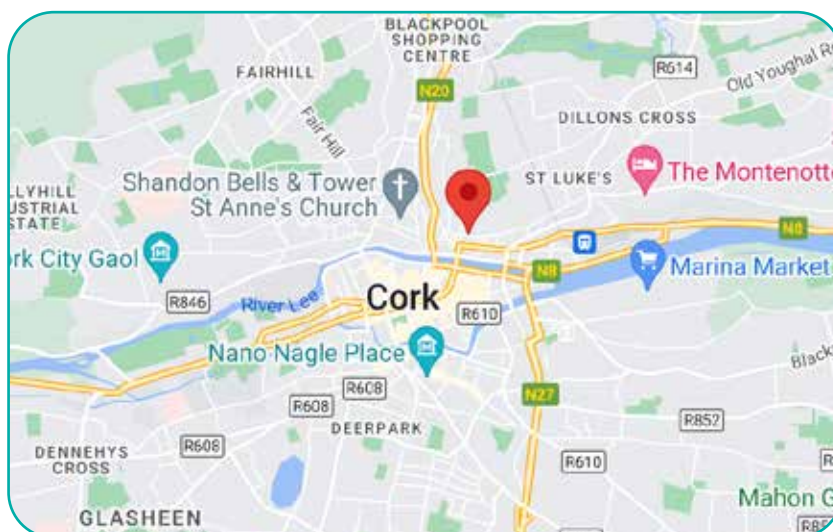 BLACKPOOL
SHOPPING
CENTRE
R614
Old Youghal R
FAIRHILL
N20
Fair Hill
DILLONS CROSS
Shandon Bells & Tower
St Anne's Church
ST LUKE'S
The Montenotte
LLYHILL
USTRIAL
STATE
rk City Gaol
N8
N8
Marina Market
R846
River Lee
Cork
R610
Nano Nagle Place
Black
R608
R608
N27
R852
DEERPARK
R608
DENNEHYS
CROSS
R610
R
Mahon G
GLASHEEN
R8